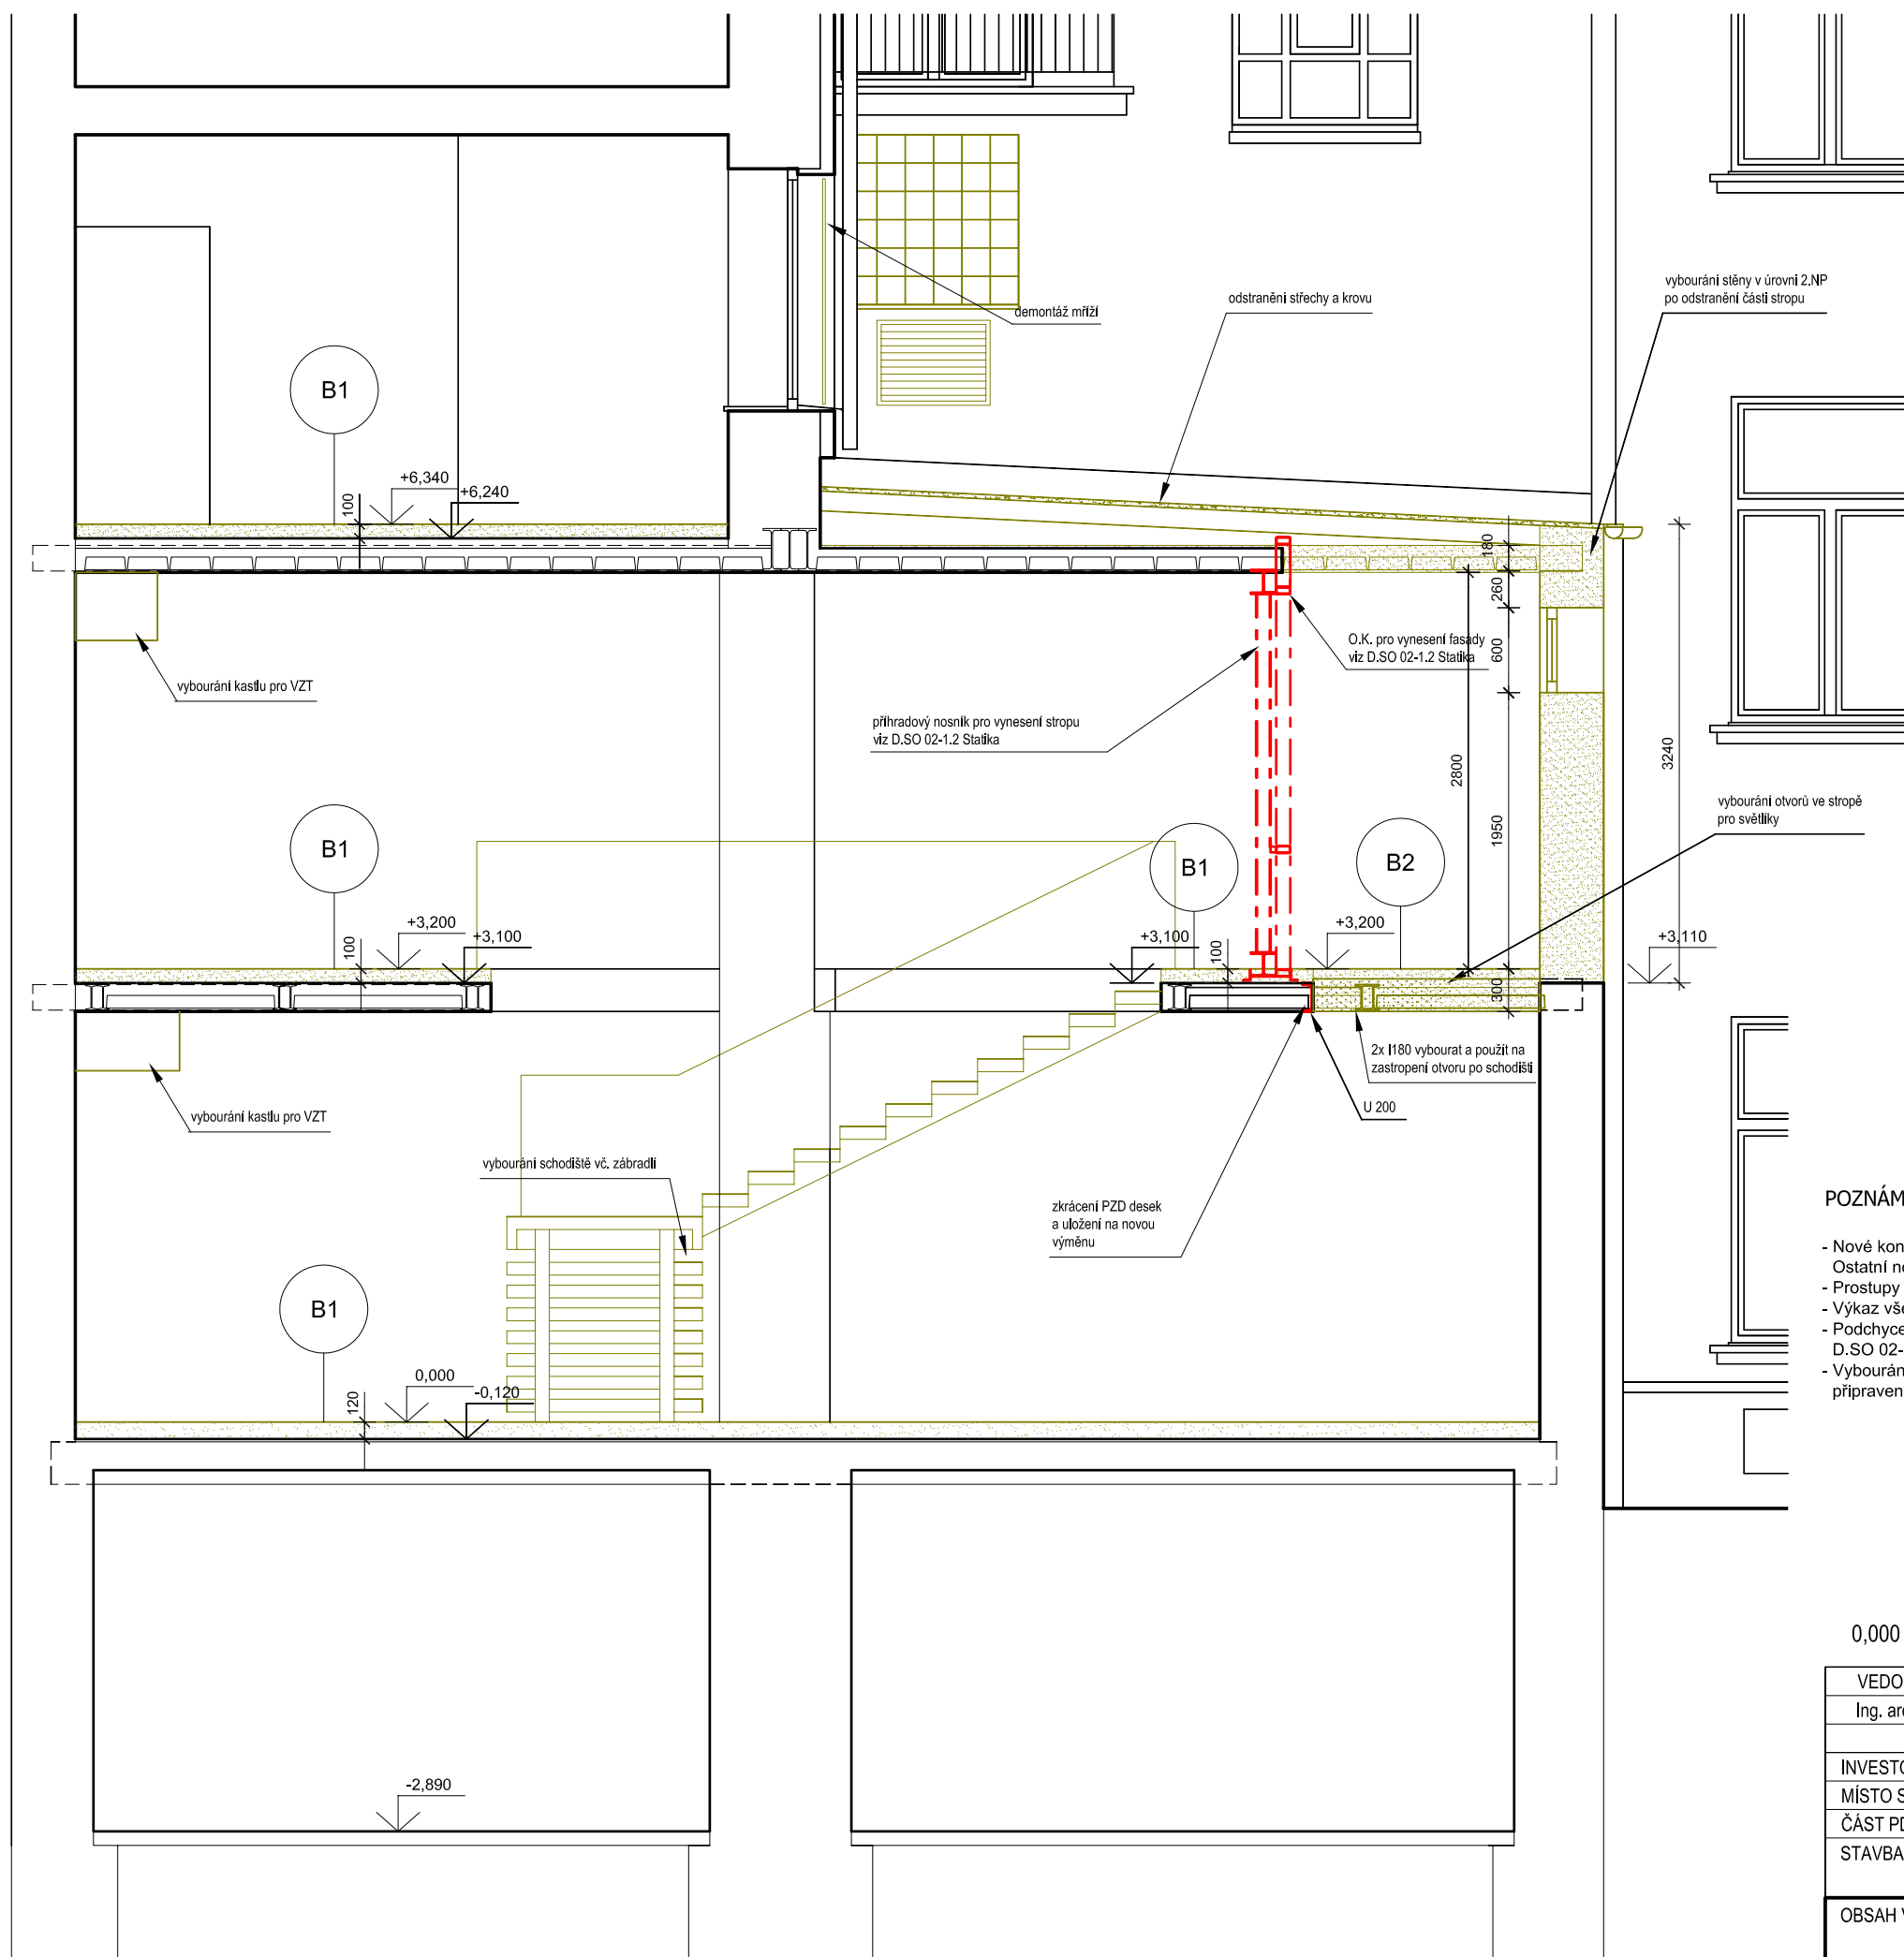 vybourání stěny v úrovni 2.NP
po odstranění části stropu
odstranění střechy a krovu
demontáž mříží
B1
+6,340
+6,240
100
180
260
600
O.K. pro vynesení fasády
viz D.SO 02-1.2 Statika
vybourání kastlu pro VZT
příhradový nosník pro vynesení stropu
viz D.SO 02-1.2 Statika
2800
3240
1950
vybourání otvorů ve stropě
pro světlíky
B1
B1
B2
+3,200
+3,100
100
+3,100
100
+3,200
+3,110
300
2x I180 vybourat a použít na
zastropení otvoru po schodišti
U 200
vybourání kastlu pro VZT
vybourání schodiště vč. zábradlí
zkrácení PZD desek
a uložení na novou
výměnu
POZNÁM
- Nové kon
Ostatní
- Prostupy
- Výkaz
- Podchyce
D.SO 02-
- Vybourán
připraven
B1
0,000
-0,120
120
-2,890
0,000
VEDO
Ing.
INVESTO
MÍSTO S
ČÁST
STAVBA
OBSAH